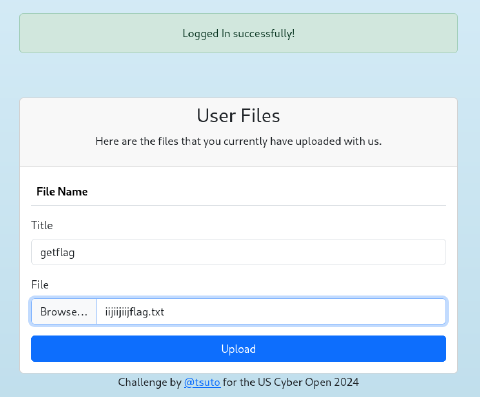 Logged In successfully!
User Files
Here are the files that you currently have uploaded with us.
File Name
Title
getflag
File
Browse... iijiijiijflag.txt
Upload
Challenge by @tsuto for the US Cyber Open 2024